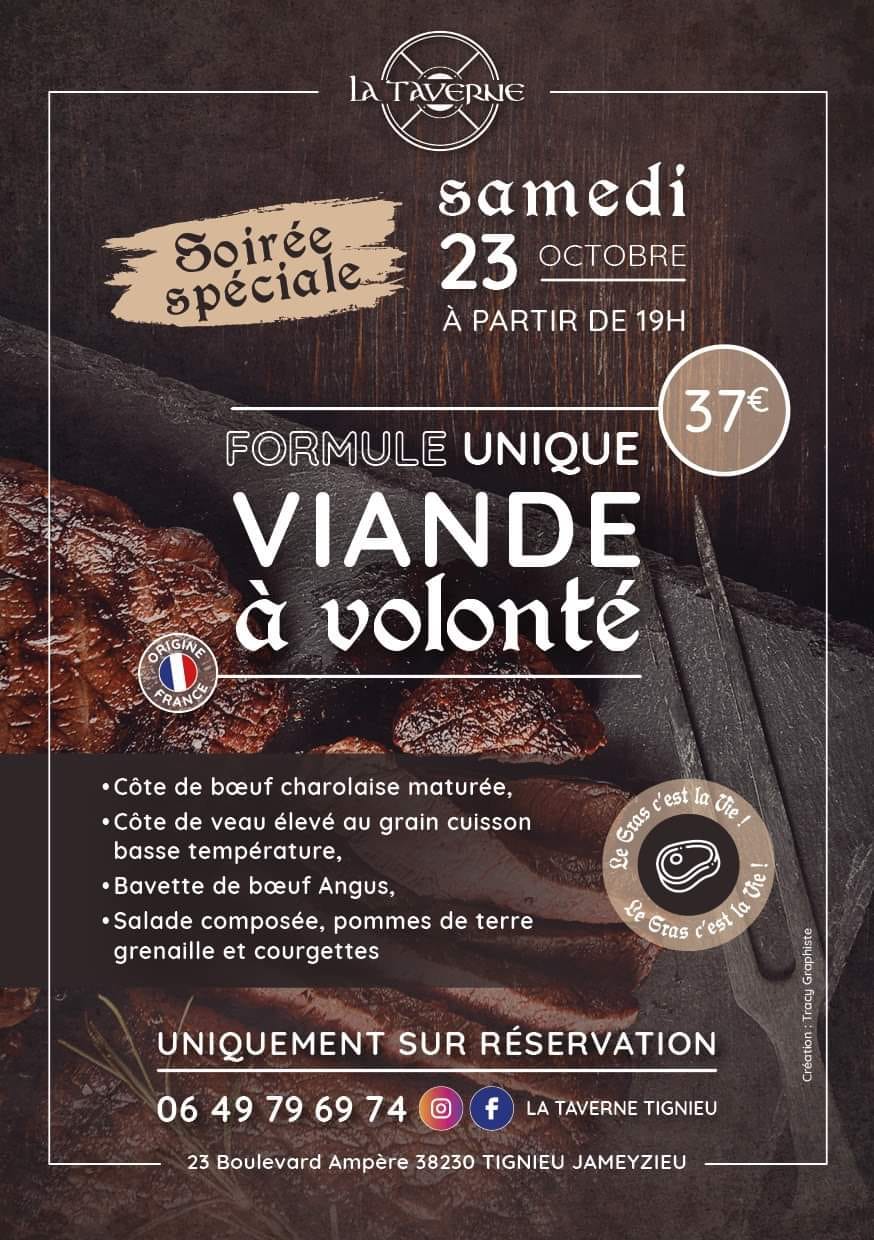 LA TAVERNE
Soirée
spéciale
samedi
23 OCTOBRE
À PARTIR DE 19H
37€
FORMULE UNIQUE
VIANDE
à volonté
ORIGINE
FRANCE
•Côte de bœuf charolaise maturée,
•Côte de veau élevé au grain cuisson
basse température,
•Bavette de bœuf Angus,
•Salade composée, pommes de terre
grenaille et courgettes
Le Gras c'est la Vie !
Le Gras c'est la Vie !
Création : Tracy Graphiste
UNIQUEMENT SUR RÉSERVATION
06 49 79 69 74 f LA TAVERNE TIGNIEU
23 Boulevard Ampère 38230 TIGNIEU JAMEYZIEU